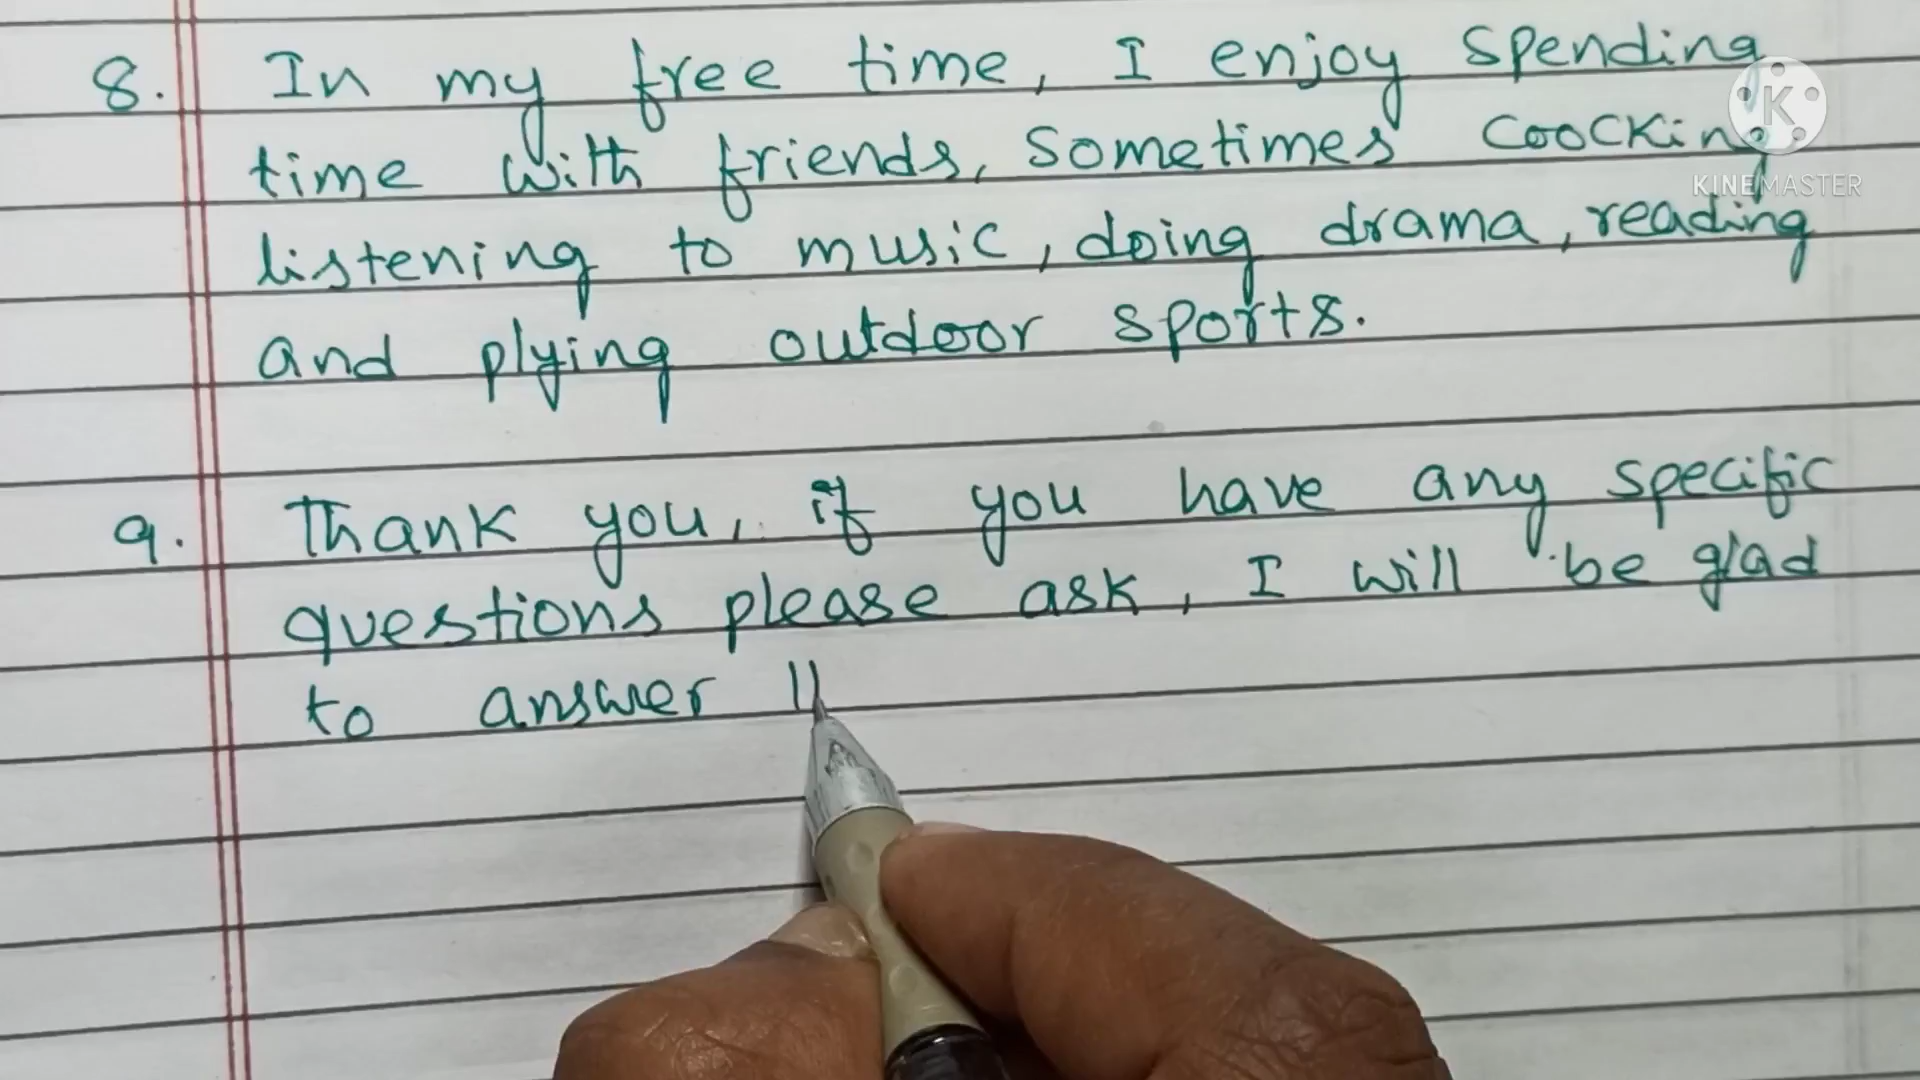 8. In my free time, I enjoy spending
time with friends, sometimes coocking
listening to music, doing drama, reading
and plying outdoor sports.
9. Thank you, if you have any specific
questions please ask, I will be glad
to answer ||
KINEMASTER